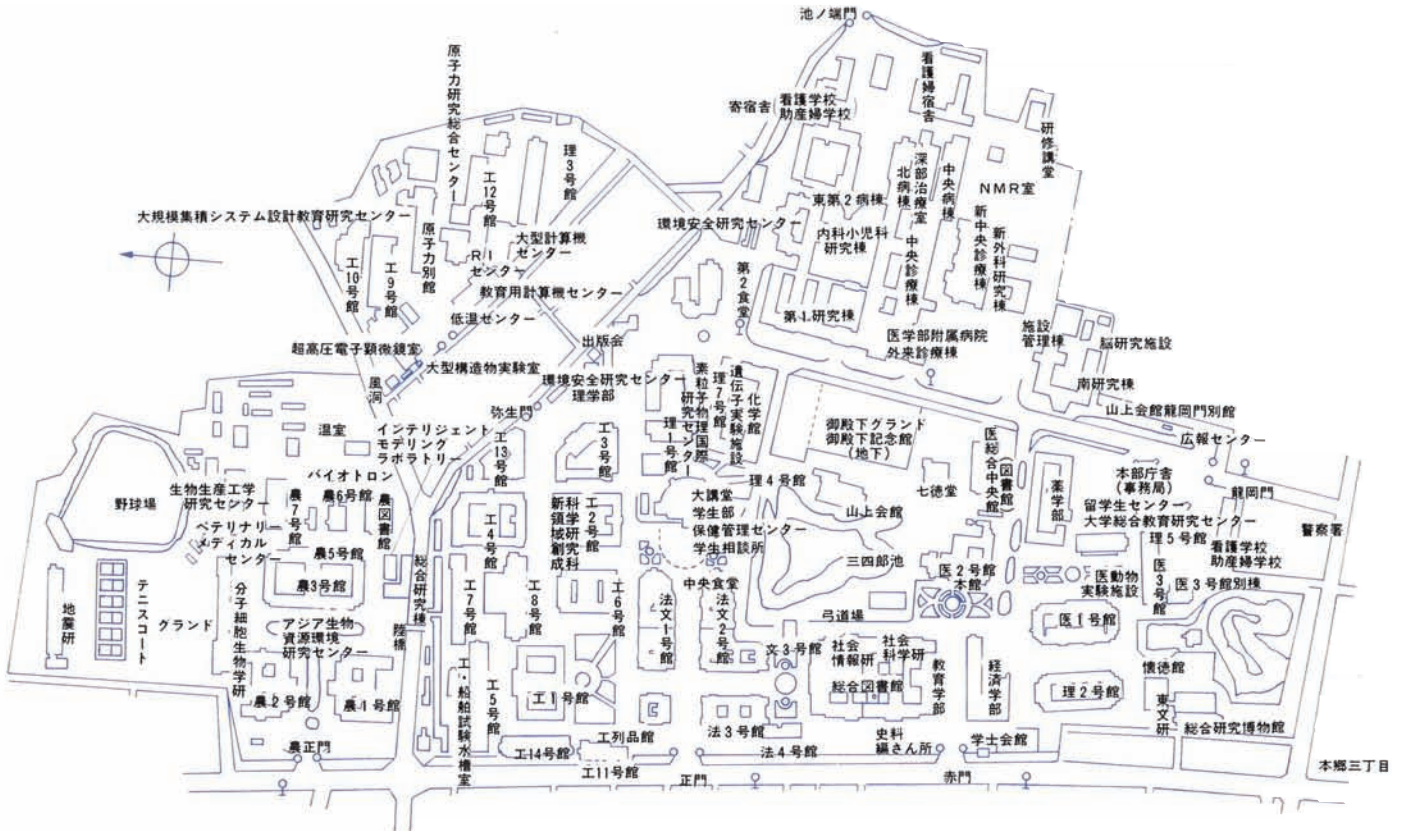 池ノ端門
看護婦宿舎
原子力研究総合センター
寄宿舎
看護学校
助産婦学校
研修講堂
理3号館
工12号館
深部治療室
北病棟
中央病棟
NMR室
東第2病棟
大規模集積システム設計教育研究センター
環境安全研究センター
原子力別館
内科小児科
研究棟
新中央診療棟
新外科研究棟
大型計算機
センター
RI
センター
中央診療棟
工10号館
工9号館
第2食堂
教育用計算機センター
低温センター
第1研究棟
施設
管理棟
医学部附属病院
外来診療棟
脳研究施設
出版会
超高圧電子顕微鏡室
大型構造物実験室
風洞
環境安全研究センター
理学部
素粒子物理国際
研究センター
理7号館
遺伝子実験施設
化学館
南研究棟
山上会館龍岡門別館
弥生門
御殿下グランド
御殿下記念館
(地下)
広報センター
温室
インテリジェント
モデリング
ラボラトリー
工13号館
工3号館
理1号館
医総合中央館
(図書館)
バイオトロン
本部庁舎
(事務局)
龍岡門
理4号館
七徳堂
薬学部
生物生産工学
研究センター
農6号館
農7号館
農図書館
野球場
新領域創成
科学研究科
工2号館
大講堂
学生部
保健管理センター
学生相談所
山上会館
留学生センター
大学総合教育研究センター
ベテリナリー
メディカル
センター
工4号館
警察署
理5号館
看護学校
助産婦学校
農5号館
総合研究棟
三四郎池
医2号館
本館
医3号館
農3号館
中央食堂
医動物
実験施設
医3号館別棟
テニスコート
分子細胞生物学研
工7号館
工8号館
工6号館
法文1号館
法文2号館
地震研
グランド
アジア生物
資源環境
研究センター
陸橋
弓道場
医1号館
文3号館
社会
情報研
社会
科学研
懐徳館
工・船舶試験水槽室
工5号館
教育学部
経済学部
農2号館
農1号館
工1号館
総合図書館
理2号館
東文研
総合研究博物館
工列品館
法3号館
史料
編さん所
学士会館
農正門
工14号館
法4号館
工11号館
正門
赤門
本郷三丁目